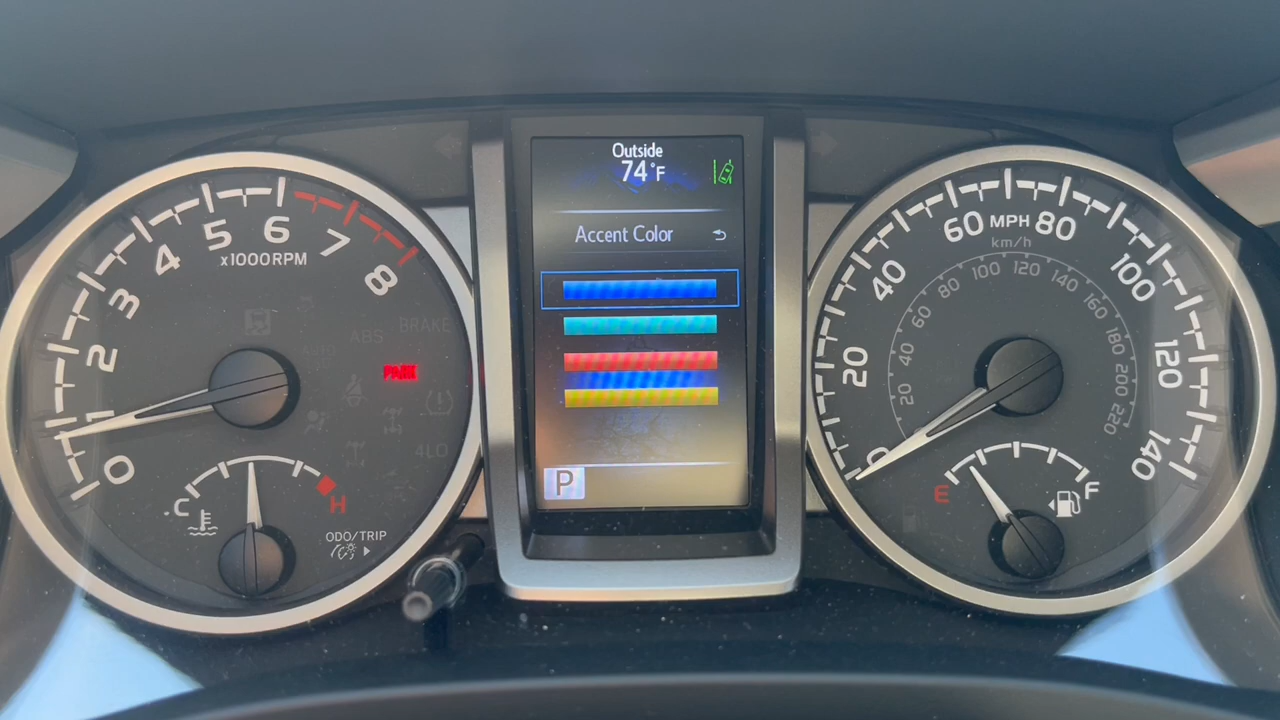 Outside
74°F
Accent Color
P
0
1
2
3
4
5
6
7
8
x1000RPM
ABS
BRAKE
PARK
4LO
C
H
ODO/TRIP
0
20
40
60
MPH
80
100
120
140
km/h
20
40
60
80
100
120
140
160
180
200
220
E
F